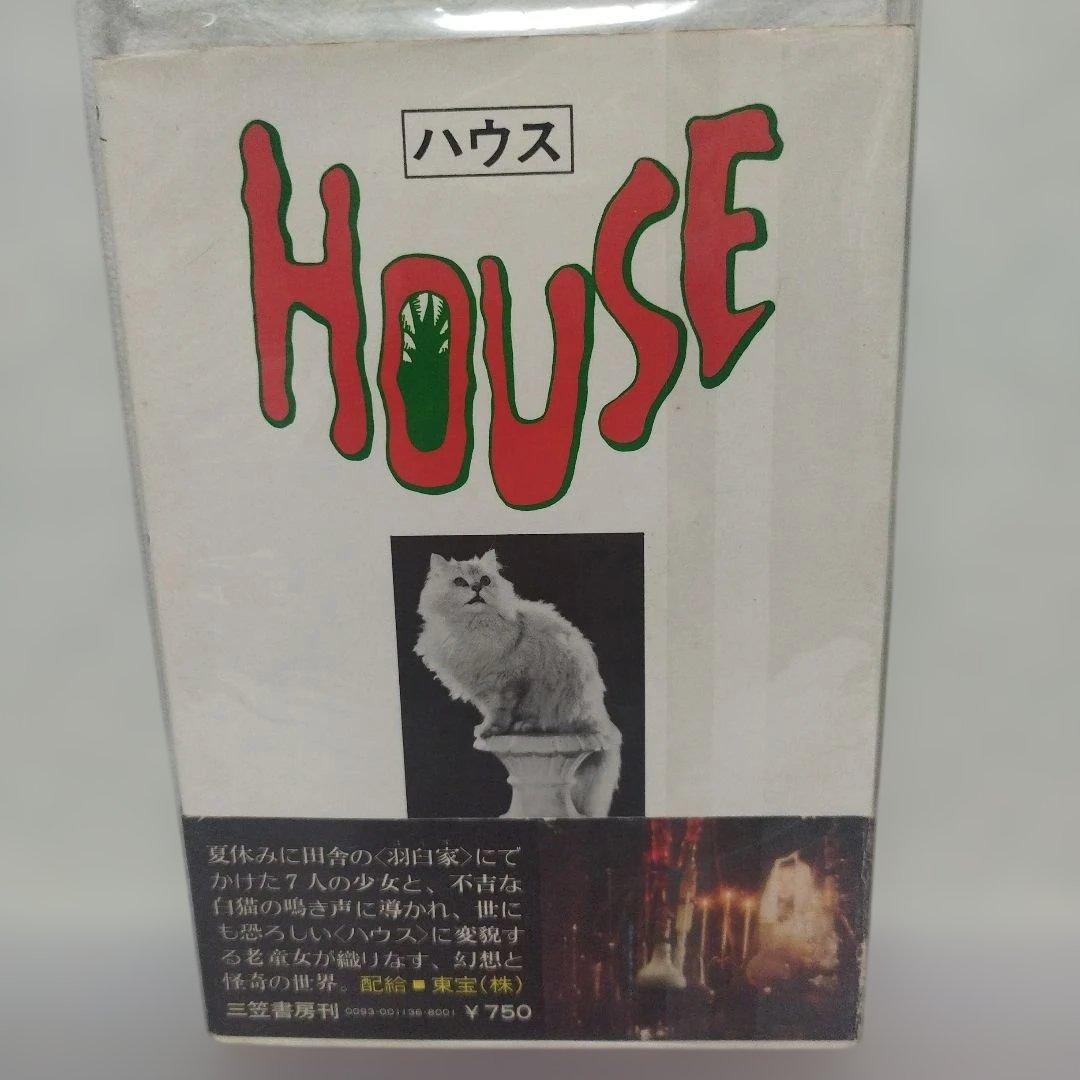 ハウス
HOUSE
夏休みに田舎の〈羽臼家〉にで
かけた7人の少女と、不吉な
白猫の鳴き声に導かれ、世に
も恐ろしい〈ハウス〉に変貌す
る老童女が織りなす、幻想と
怪奇の世界。配給■東宝(株)
三笠書房刊 0093-001136-8001 ¥750